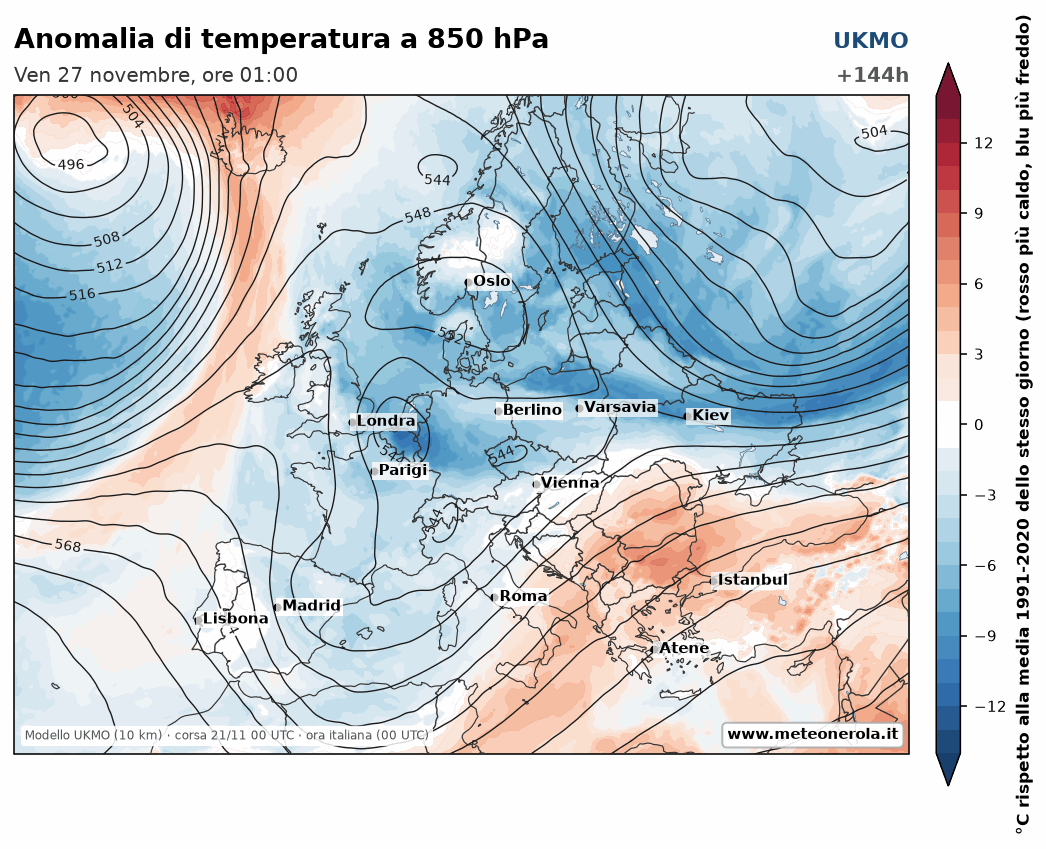 Anomalia di temperatura a 850 hPa
UKMO
Ven 27 novembre, ore 01:00
+144h
504
496
504
544
548
508
512
516
Oslo
Londra
Berlino
Varsavia
Kiev
544
Parigi
544
Vienna
568
Istanbul
Roma
Madrid
Lisbona
Atene
Modello UKMO (10 km) · corsa 21/11 00 UTC · ora italiana (00 UTC)
www.meteonerola.it
12
9
6
3
0
−3
−6
−9
−12
°C rispetto alla media 1991-2020 dello stesso giorno (rosso più caldo, blu più freddo)